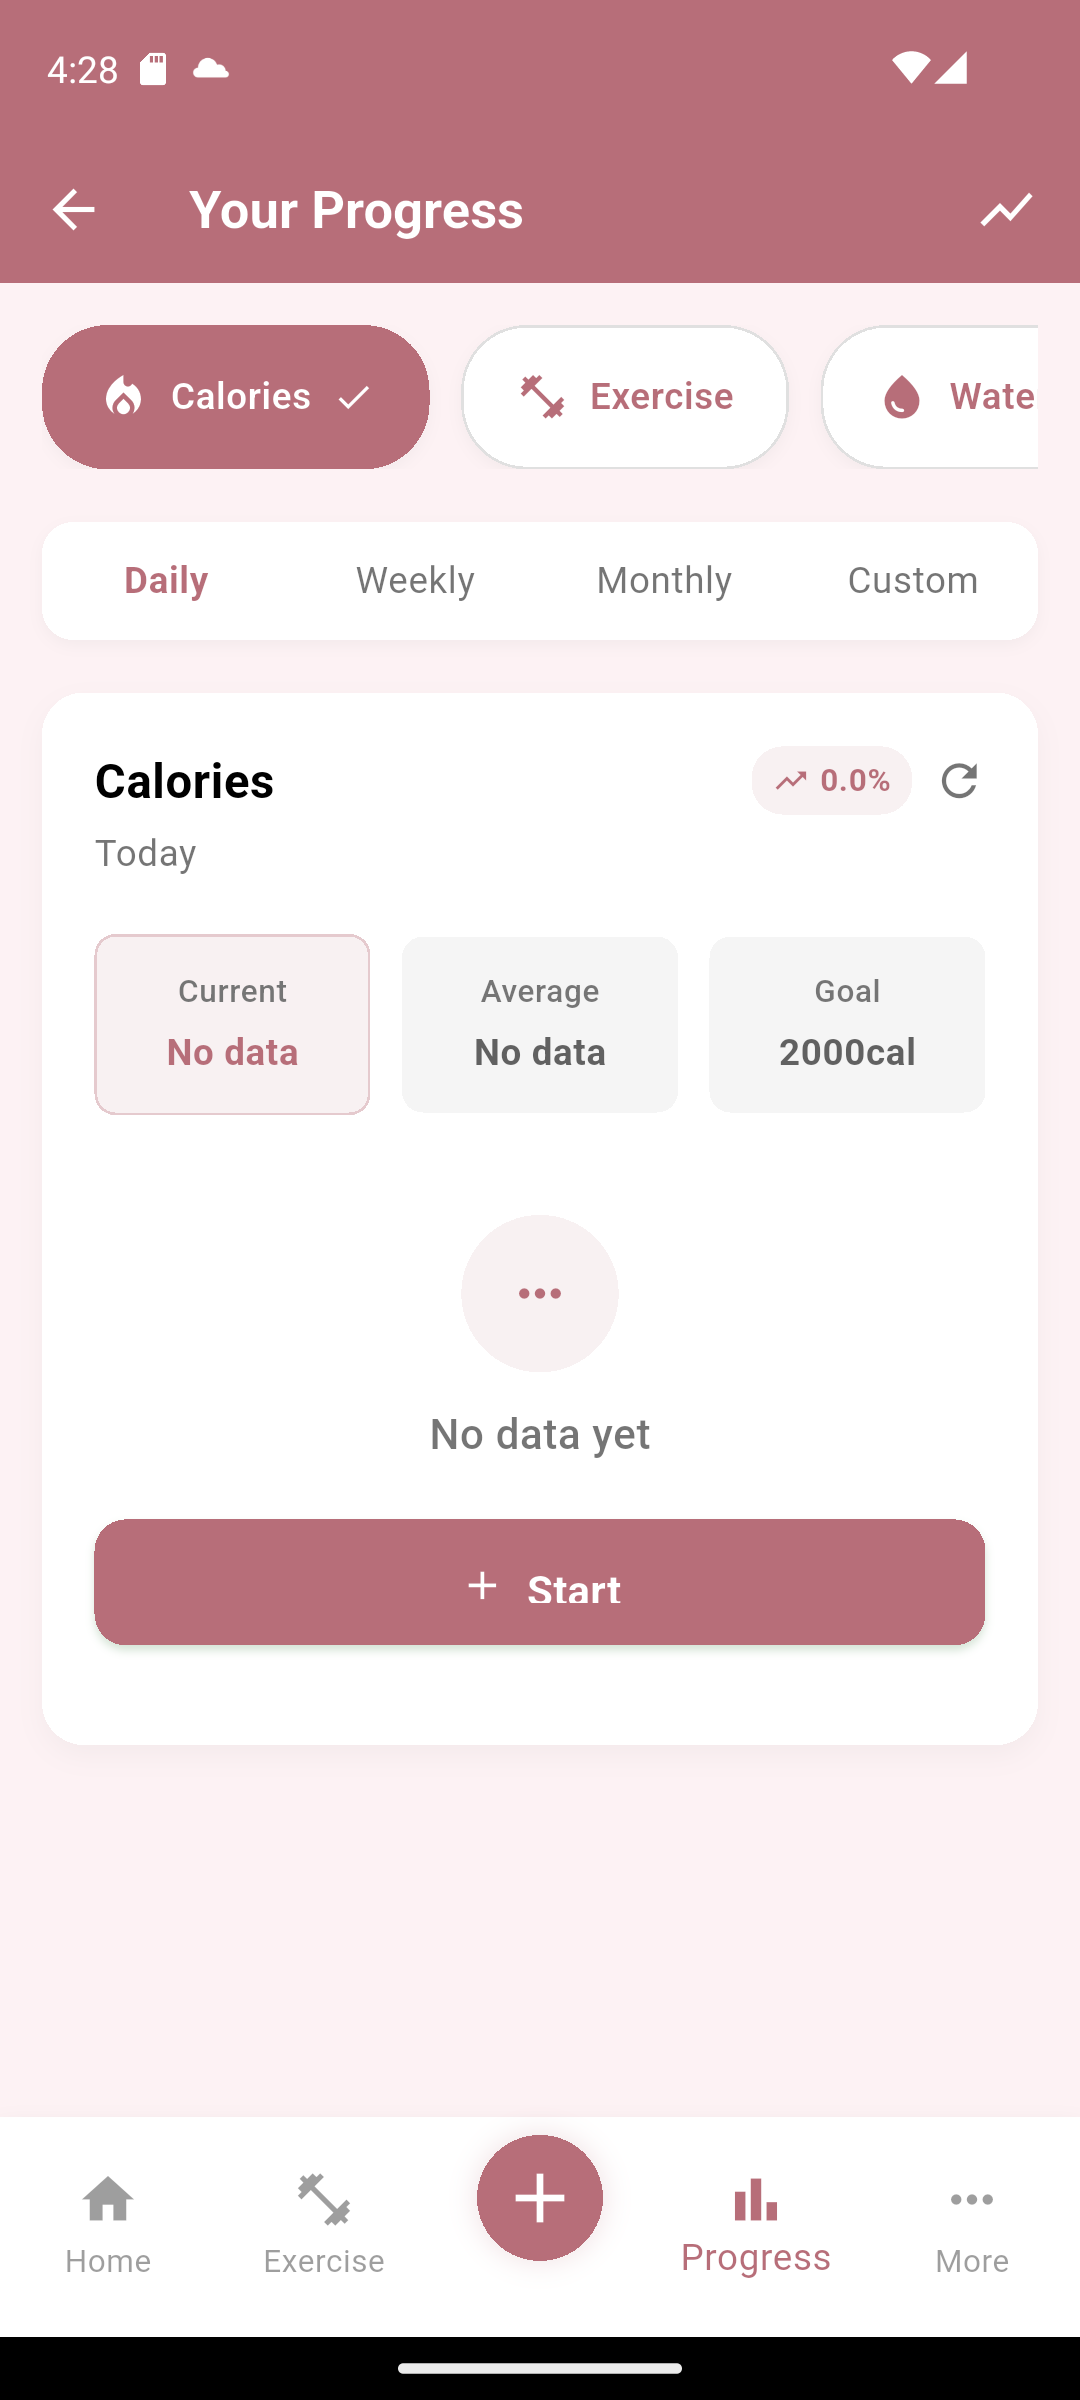 4:28
Your Progress
Calories
Exercise
Wate
Daily
Weekly
Monthly
Custom
Calories
0.0%
Today
Current
No data
Average
No data
Goal
2000cal
No data yet
Start
Home
Exercise
Progress
More